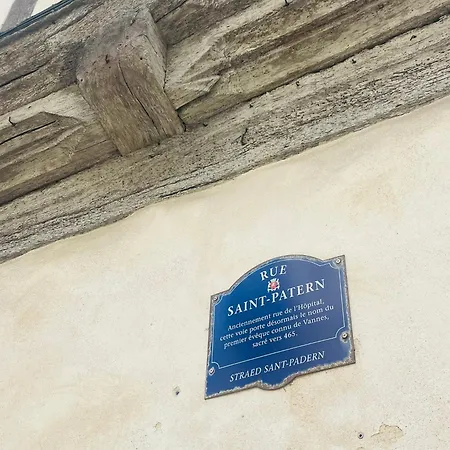 RUE
SAINT-PATERN
Anciennement rue de l'Hôpital,
cette voie porte désormais le nom du
premier évêque connu de Vannes,
sacré vers 465.
STRAED SANT-PADERN